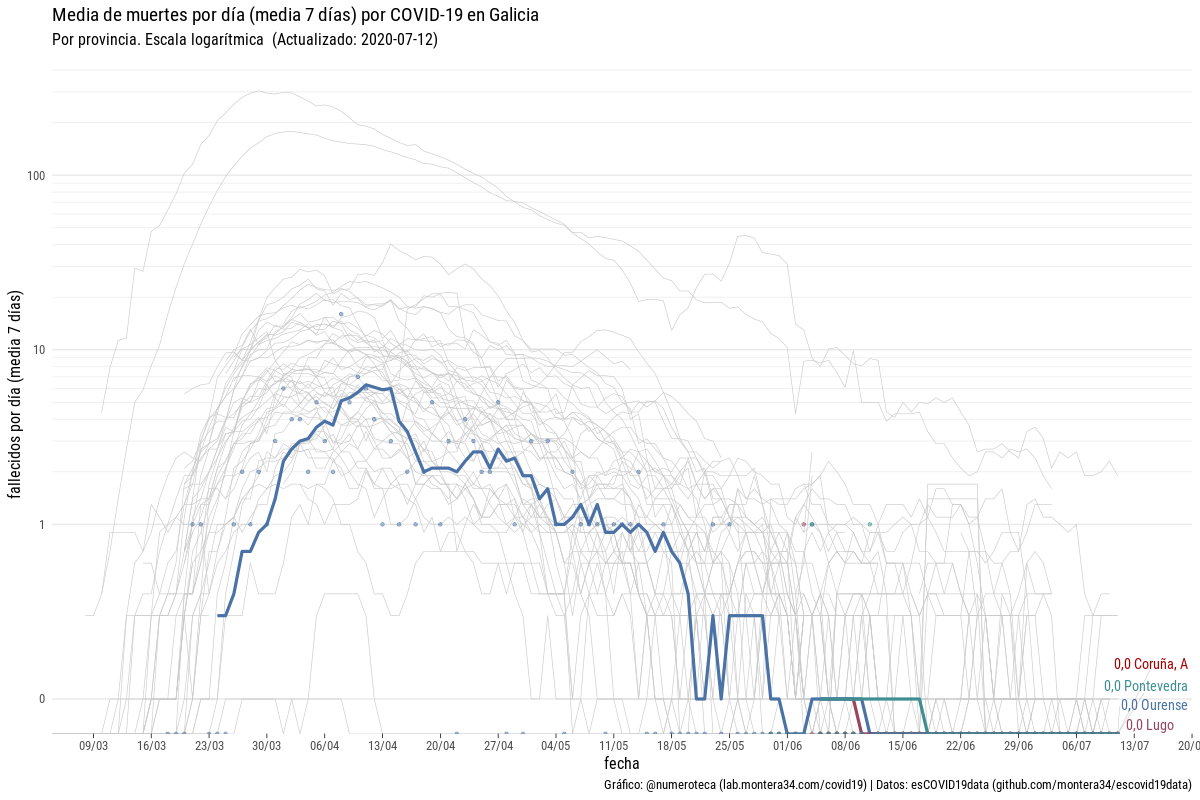 Media de muertes por día (media 7 días) por COVID-19 en Galicia
Por provincia. Escala logarítmica (Actualizado: 2020-07-12)
fallecidos por día (media 7 días)
100
10
1
0
0,0 Coruña, A
0,0 Pontevedra
0,0 Ourense
0,0 Lugo
09/03 16/03 23/03 30/03 06/04 13/04 20/04 27/04 04/05 11/05 18/05 25/05 01/06 08/06 15/06 22/06 29/06 06/07 13/07 20/0
fecha
Gráfico: @numeroteca (lab.montera34.com/covid19) | Datos: esCOVID19data (github.com/montera34/escovid19data)